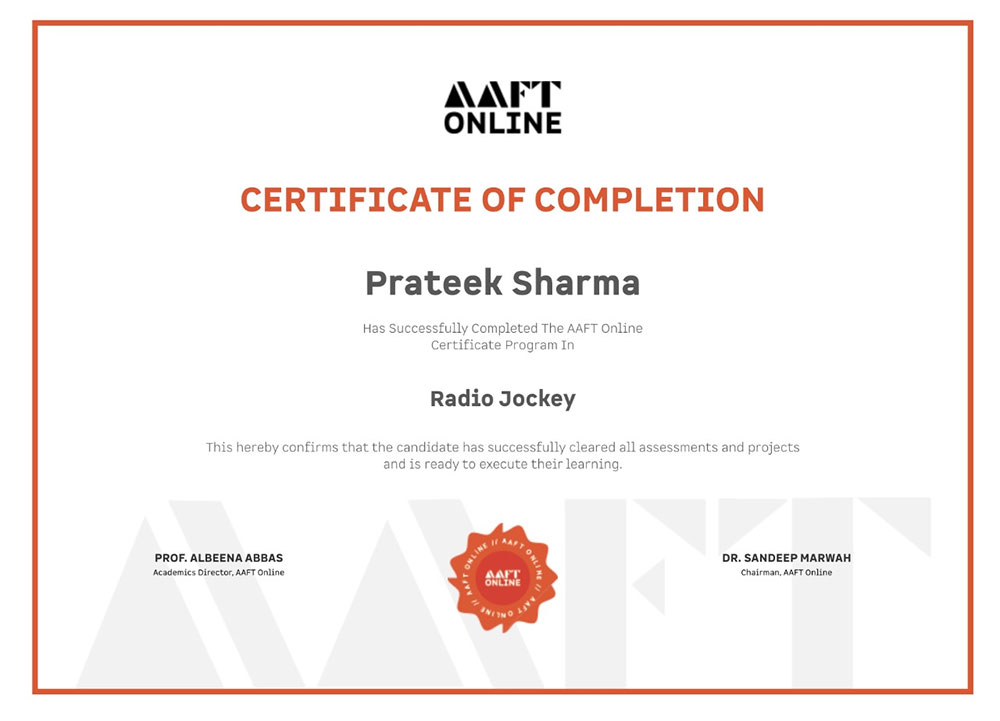 AAFT
ONLINE
CERTIFICATE OF COMPLETION
Prateek Sharma
Has Successfully Completed The AAFT Online
Certificate Program In
Radio Jockey
This hereby confirms that the candidate has successfully cleared all assessments and projects
and is ready to execute their learning.
AAFT
PROF. ALBEENA ABBAS
Academics Director, AAFT Online
AAFT ONLINE // AAFT ONLINE // AAFT ONLINE //
AAFT
ONLINE
DR. SANDEEP MARWAH
Chairman, AAFT Online